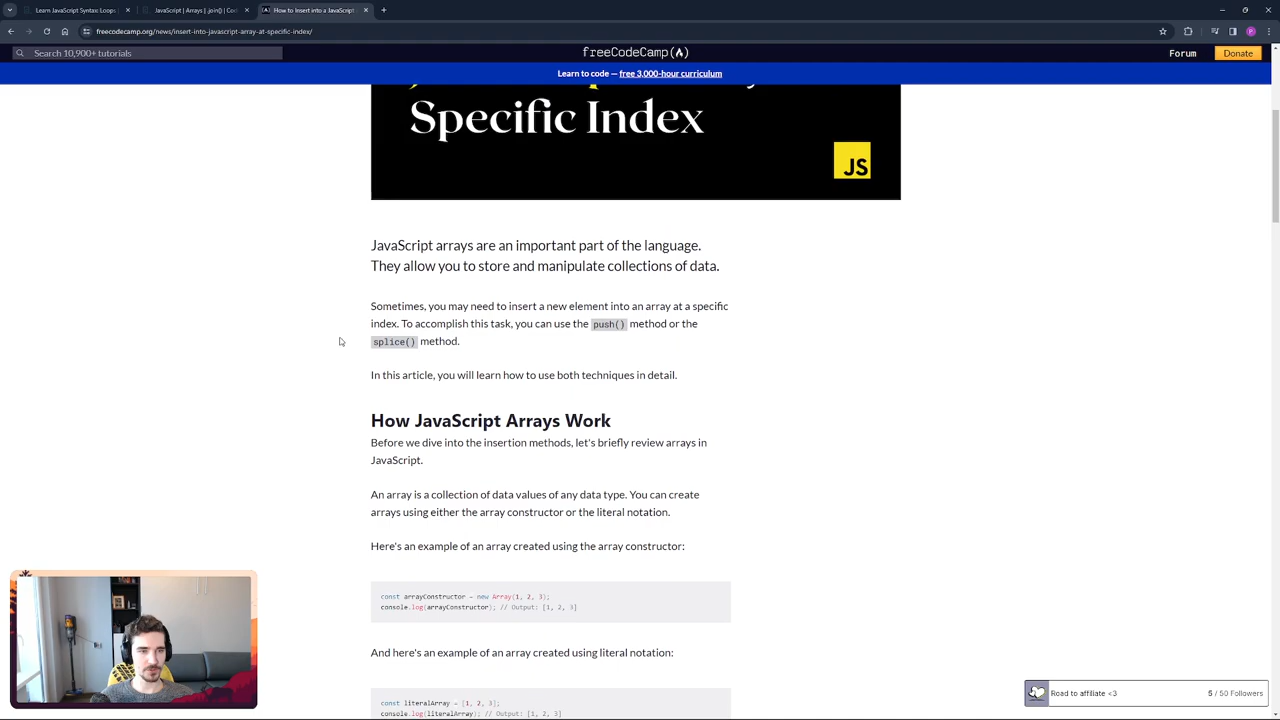 Learn JavaScript Syntax: Loops
JavaScript | Arrays | .join() | Co
How to Insert into a JavaScript
freecodecamp.org/news/insert-into-javascript-array-at-specific-index/
Search 10,900+ tutorials
freeCodeCamp
Forum
Donate
Learn to code — free 3,000-hour curriculum
Specific Index
JS
JavaScript arrays are an important part of the language.
They allow you to store and manipulate collections of data.
Sometimes, you may need to insert a new element into an array at a specific
index. To accomplish this task, you can use the push() method or the
splice() method.
In this article, you will learn how to use both techniques in detail.
How JavaScript Arrays Work
Before we dive into the insertion methods, let's briefly review arrays in
JavaScript.
An array is a collection of data values of any data type. You can create
arrays using either the array constructor or the literal notation.
Here's an example of an array created using the array constructor:
const arrayConstructor = new Array(1, 2, 3);
console.log(arrayConstructor); // Output: [1, 2, 3]
And here's an example of an array created using literal notation:
const literalArray = [1, 2, 3];
console.log(literalArray); // Output: [1, 2, 3]
Road to affiliate <3
5 / 50 Followers